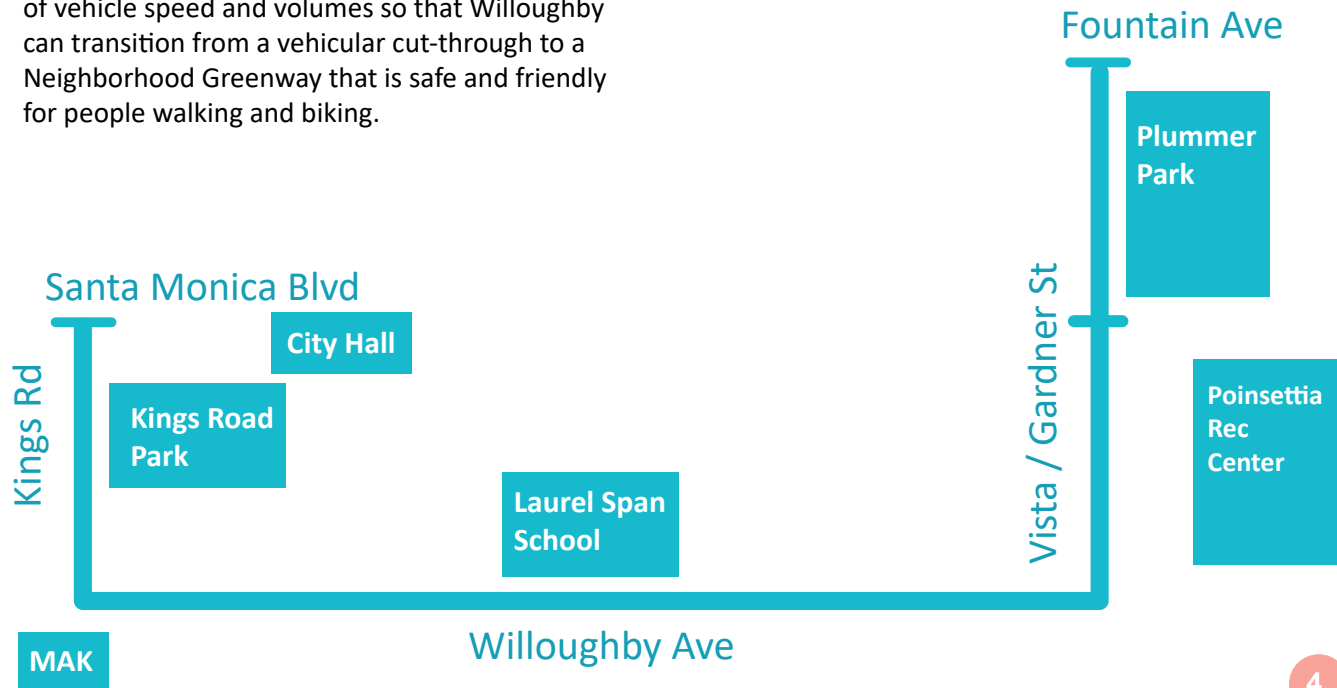 of vehicle speed and volumes so that Willoughby
can transition from a vehicular cut-through to a
Neighborhood Greenway that is safe and friendly
for people walking and biking.
Fountain Ave
Plummer
Park
Santa Monica Blvd
City Hall
Kings Rd
Kings Road
Park
Vista / Gardner St
Poinsettia
Rec
Center
Laurel Span
School
Willoughby Ave
MAK
4